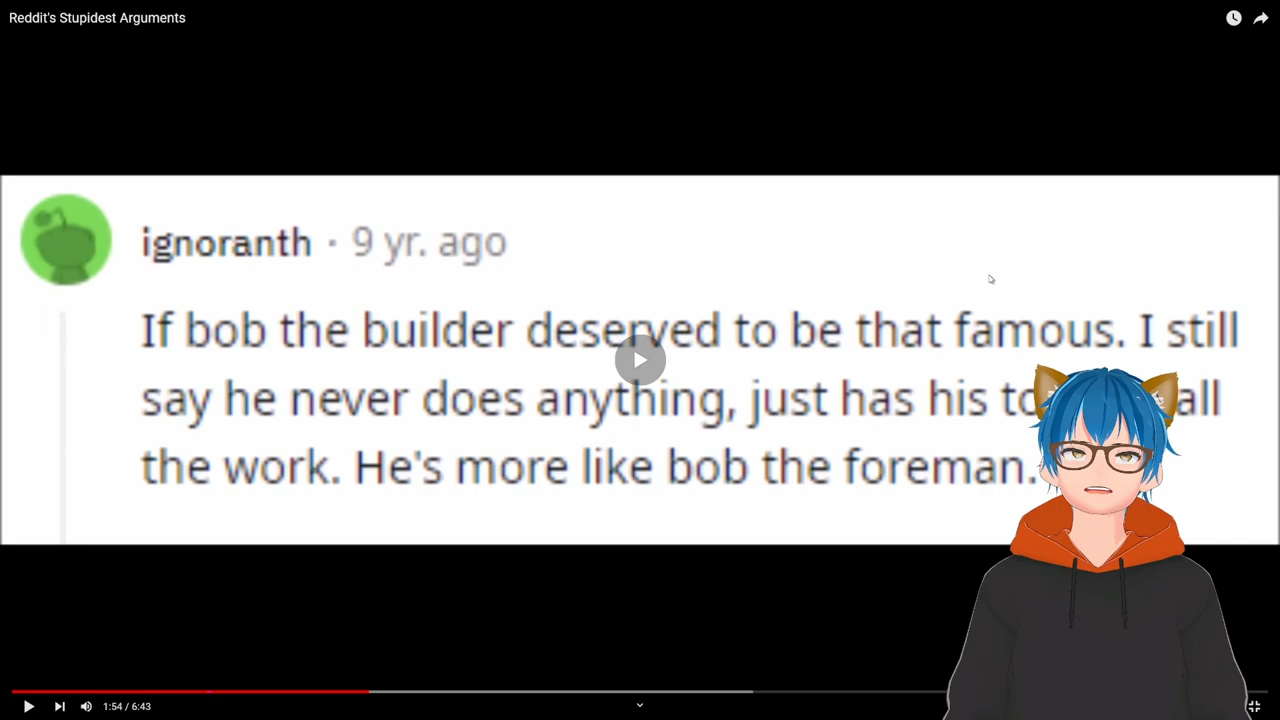 Reddit's Stupidest Arguments
ignoranth · 9 yr. ago
If bob the builder deserved to be that famous. I still
say he never does anything, just has his all
the work. He's more like bob the foreman.
1:54 / 6:43